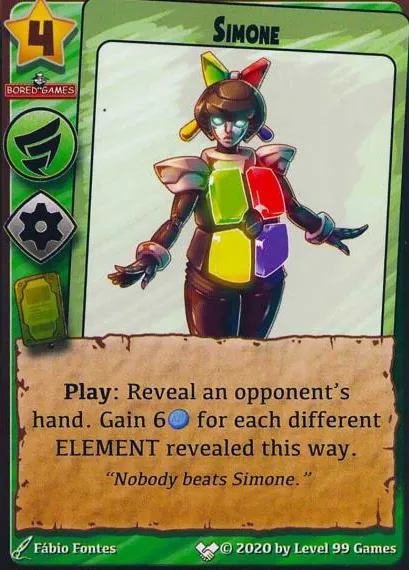 4
SIMONE
BORED GAMES
Play: Reveal an opponent's
hand. Gain 6 for each different
ELEMENT revealed this way.
"Nobody beats Simone."
Fábio Fontes
© 2020 by Level 99 Games